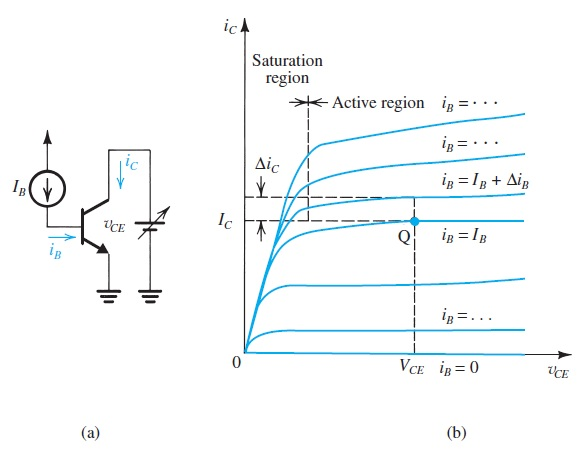 i_C
Saturation
region
Active region
i_B = · · ·
i_B = · · ·
Δi_C
i_B = I_B + Δi_B
I_B
i_C
v_CE
i_B
I_C
Q
i_B = I_B
i_B = . . .
0
V_CE
i_B = 0
v_CE
(a)
(b)